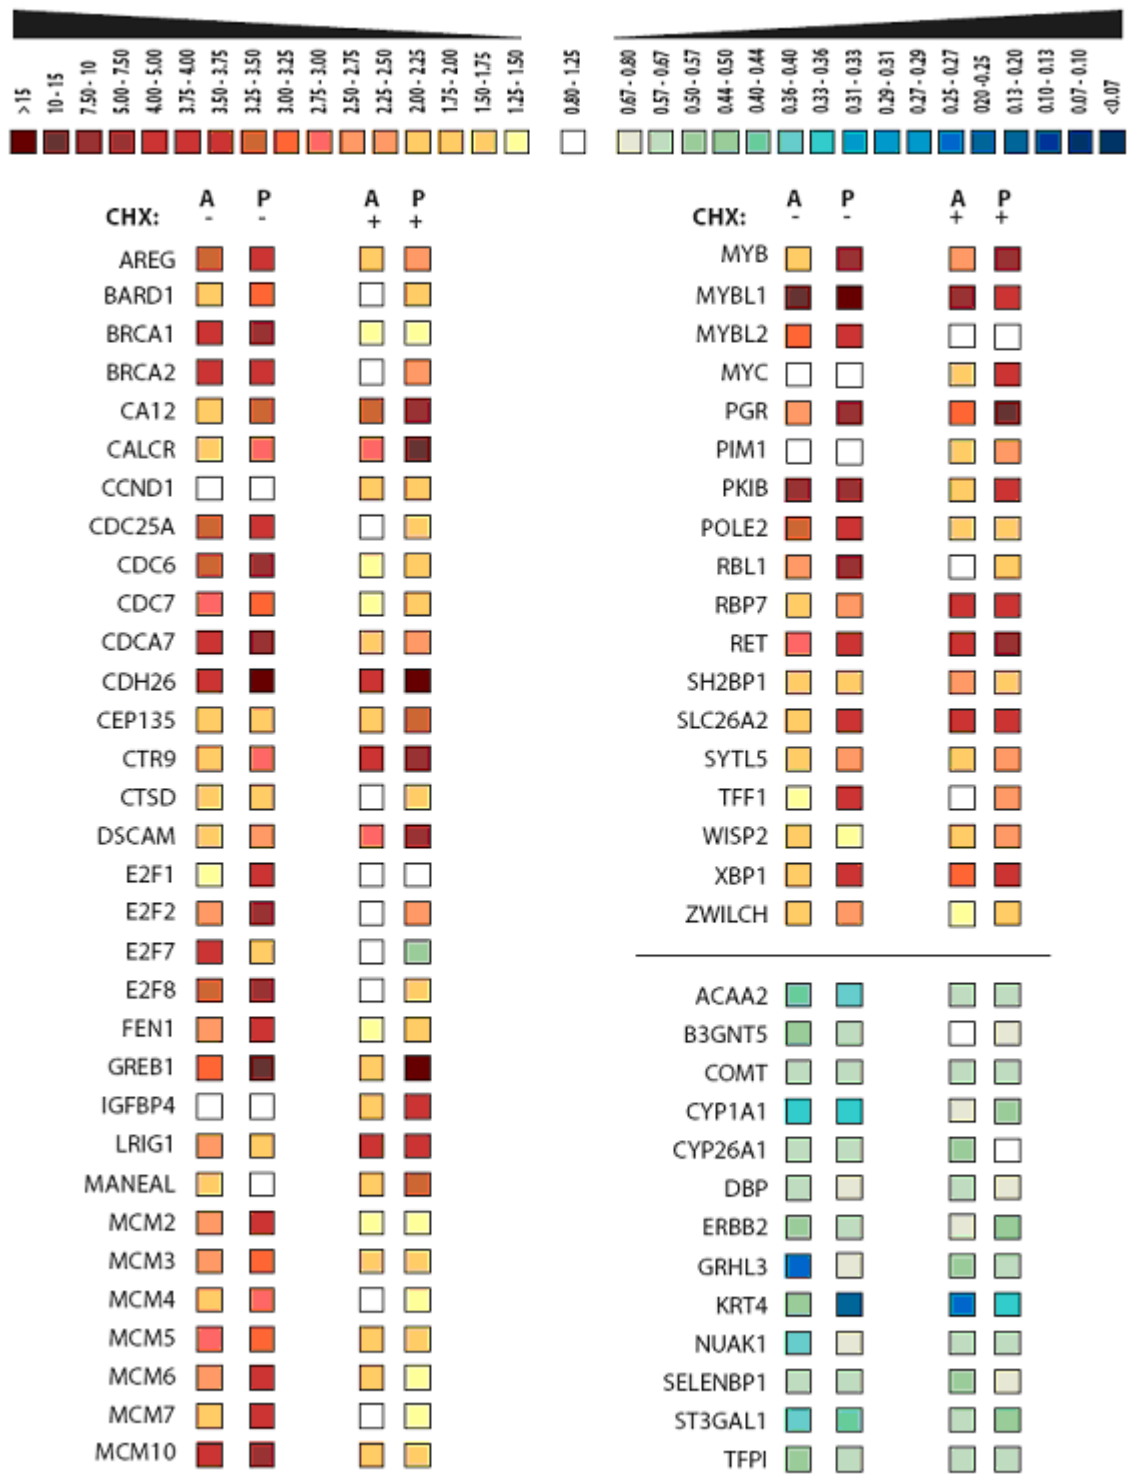 > 15
10 - 15
7.50 - 10
5.00 - 7.50
4.00 - 5.00
3.75 - 4.00
3.50 - 3.75
3.25 - 3.50
3.00 - 3.25
2.75 - 3.00
2.50 - 2.75
2.25 - 2.50
2.00 - 2.25
1.75 - 2.00
1.50 - 1.75
1.25 - 1.50
0.80 - 1.25
0.67 - 0.80
0.57 - 0.67
0.50 - 0.57
0.44 - 0.50
0.40 - 0.44
0.36 - 0.40
0.33 - 0.36
0.31 - 0.33
0.29 - 0.31
0.27 - 0.29
0.25 - 0.27
020 -0.25
0.13 - 0.20
0.10 - 0.13
0.07 - 0.10
<0.07
A P A P
CHX: - - + +
AREG
BARD1
BRCA1
BRCA2
CA12
CALCR
CCND1
CDC25A
CDC6
CDC7
CDCA7
CDH26
CEP135
CTR9
CTSD
DSCAM
E2F1
E2F2
E2F7
E2F8
FEN1
GREB1
IGFBP4
LRIG1
MANEAL
MCM2
MCM3
MCM4
MCM5
MCM6
MCM7
MCM10
A P A P
CHX: - - + +
MYB
MYBL1
MYBL2
MYC
PGR
PIM1
PKIB
POLE2
RBL1
RBP7
RET
SH2BP1
SLC26A2
SYTL5
TFF1
WISP2
XBP1
ZWILCH
ACAA2
B3GNT5
COMT
CYP1A1
CYP26A1
DBP
ERBB2
GRHL3
KRT4
NUAK1
SELENBP1
ST3GAL1
TFPI